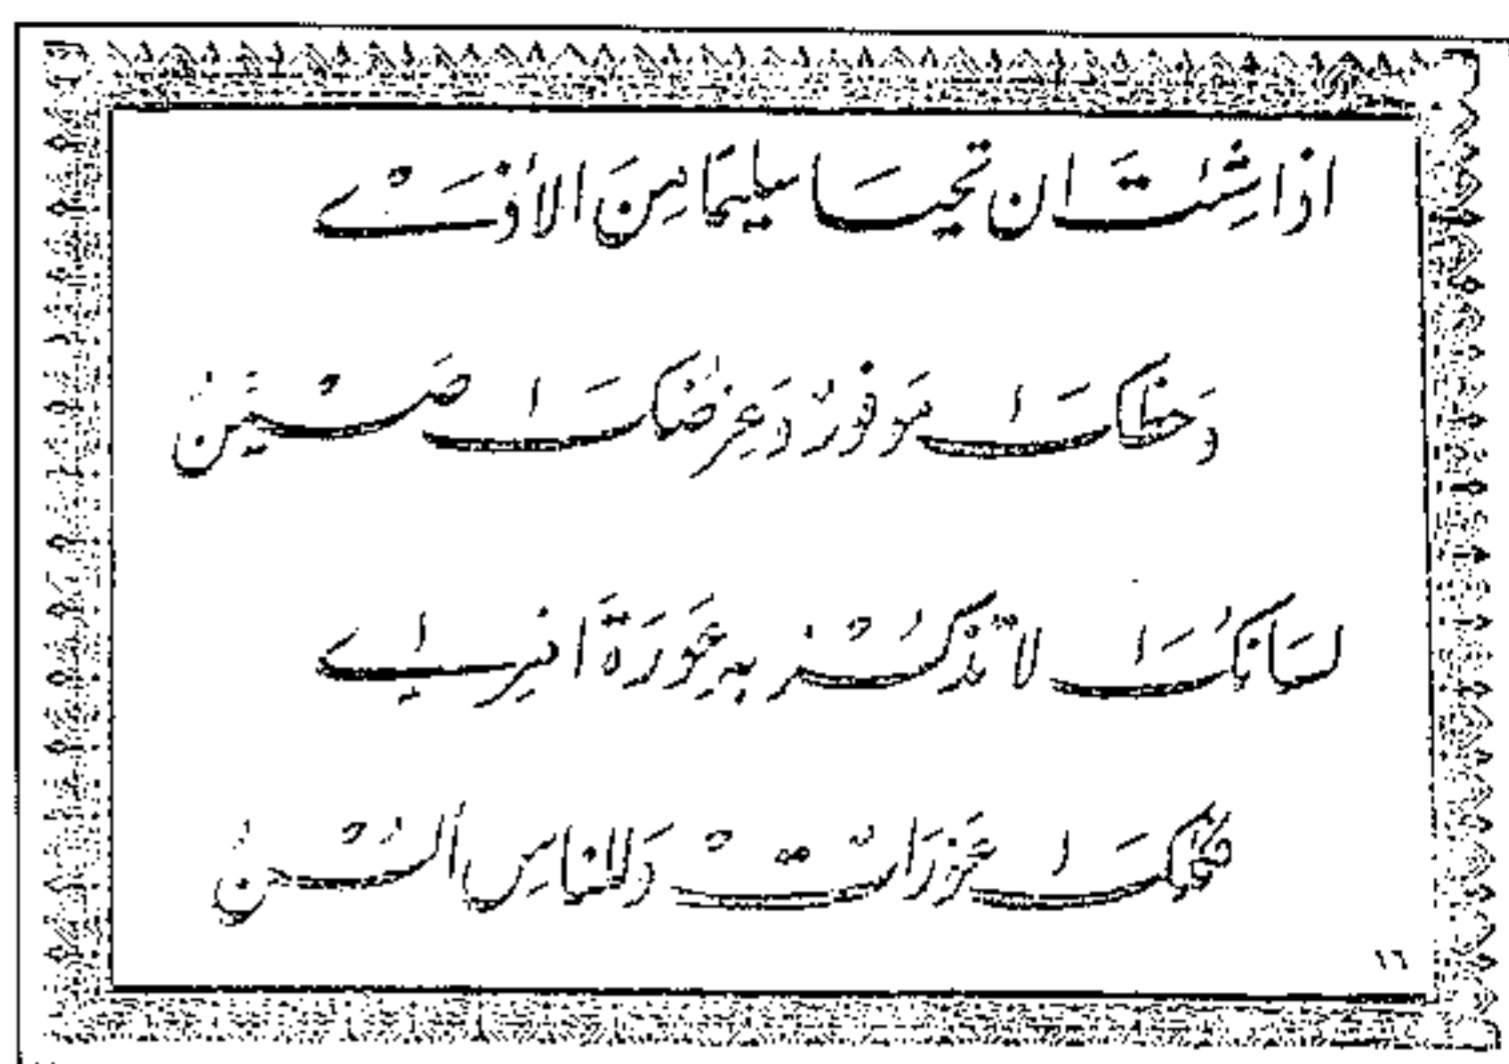 اذا شئت ان تحيا سليما من الاذى
وحظك موفور وعرضك صين
لسانك لا تذكر به عورة امرئ
فكلك عورات وللناس السن
١٦